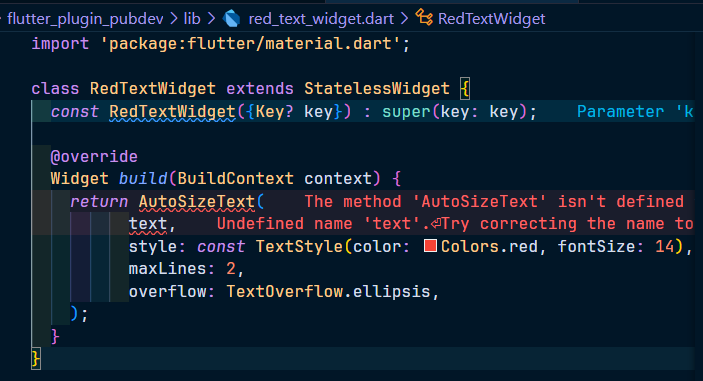 flutter_plugin_pubdev > lib > red_text_widget.dart > RedTextWidget
import 'package:flutter/material.dart';
class RedTextWidget extends StatelessWidget {
const RedTextWidget({Key? key}) : super(key: key); Parameter 'k
@override
Widget build(BuildContext context) {
return AutoSizeText( The method 'AutoSizeText' isn't defined
text, Undefined name 'text'.⏎Try correcting the name to
style: const TextStyle(color: Colors.red, fontSize: 14),
maxLines: 2,
overflow: TextOverflow.ellipsis,
);
}
}